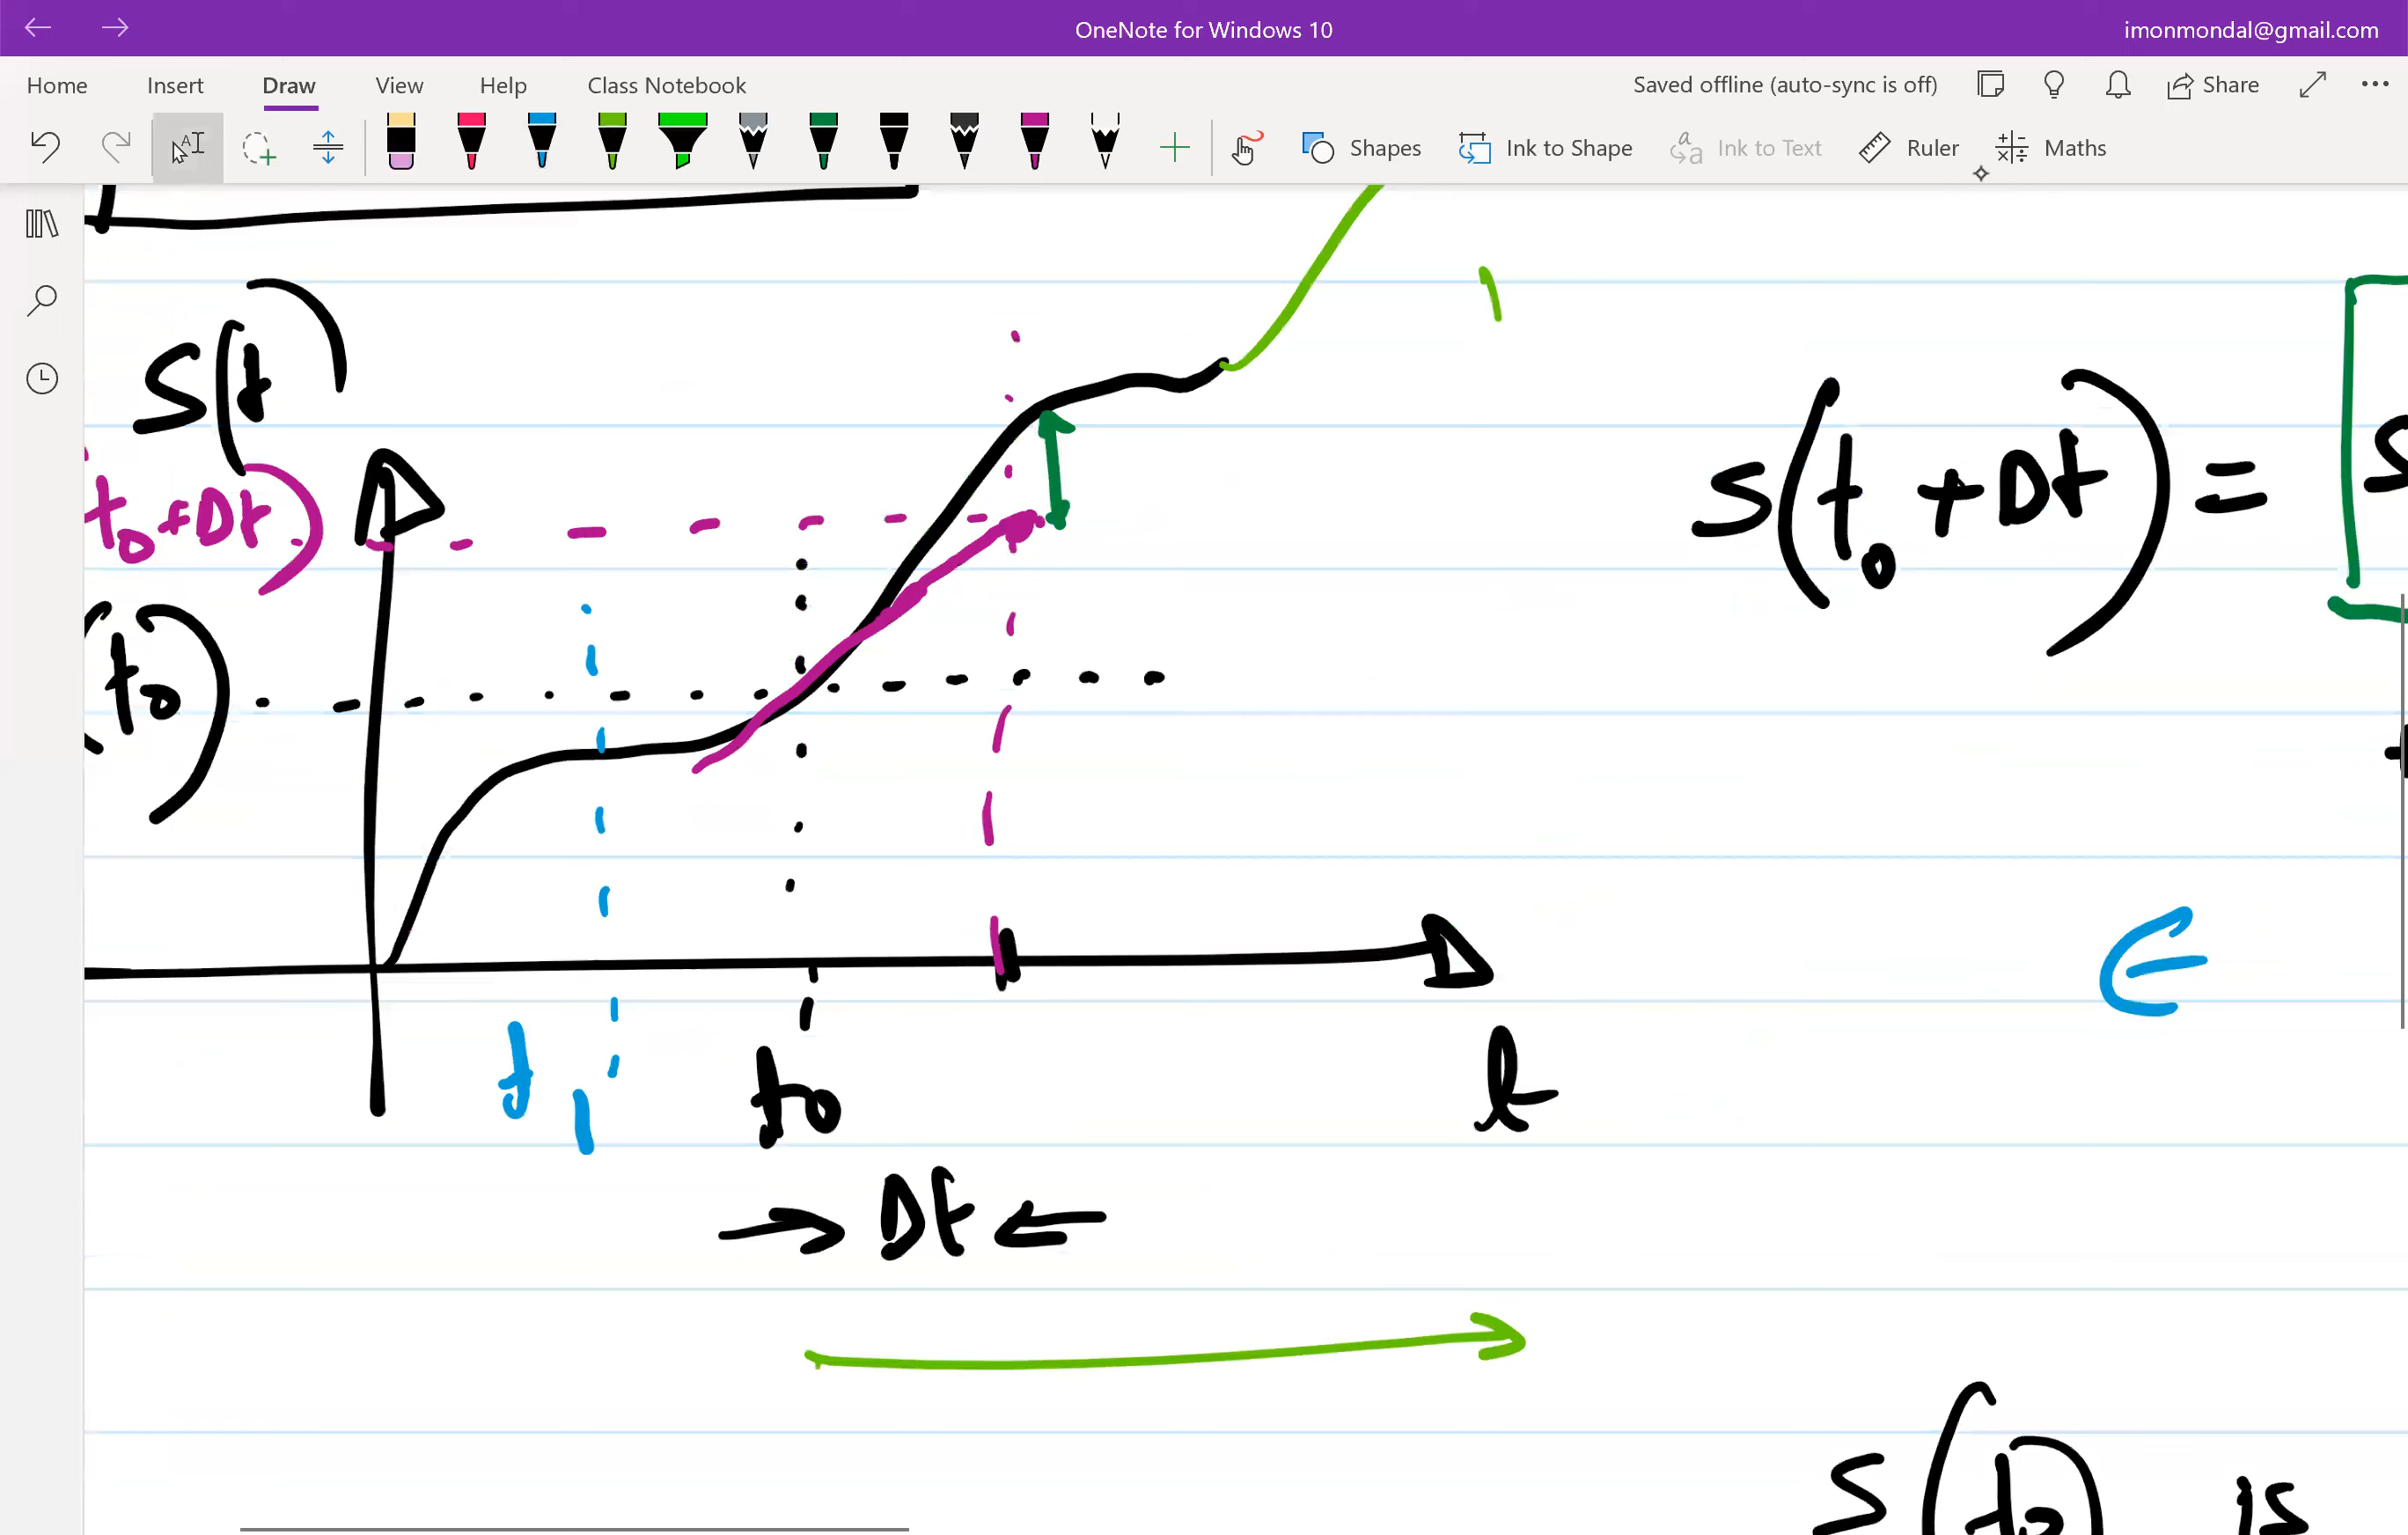 OneNote for Windows 10
imonmondal@gmail.com
Home Insert Draw View Help Class Notebook
Saved offline (auto-sync is off)
Share
Shapes Ink to Shape Ink to Text Ruler Maths
s(t)
t₀+Δt)
s(t₀+Δt) = s
(t₀)
ϵ
t₁
t₀
t
→ Δt ←
s(t₀) is